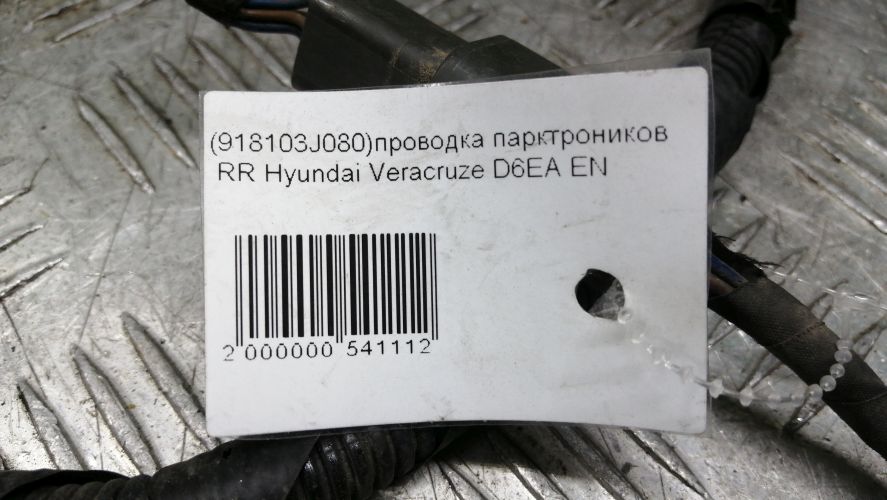 (918103J080)проводка парктроников
RR Hyundai Veracruze D6EA EN
2 000000 541112